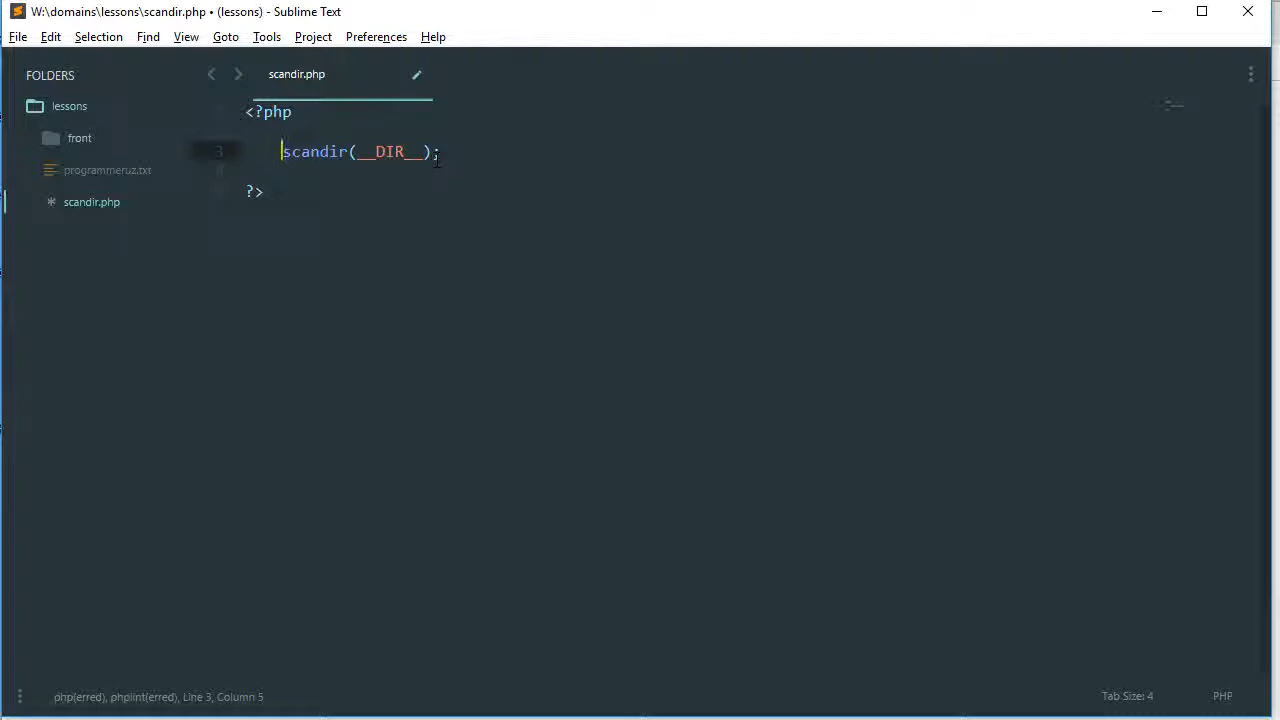 W:\domains\lessons\scandir.php • (lessons) - Sublime Text
File Edit Selection Find View Goto Tools Project Preferences Help
FOLDERS
lessons
front
programmeruz.txt
scandir.php
scandir.php
<?php
3 scandir(__DIR__);
?>
php(erred), phplint(erred), Line 3, Column 5
Tab Size: 4 PHP